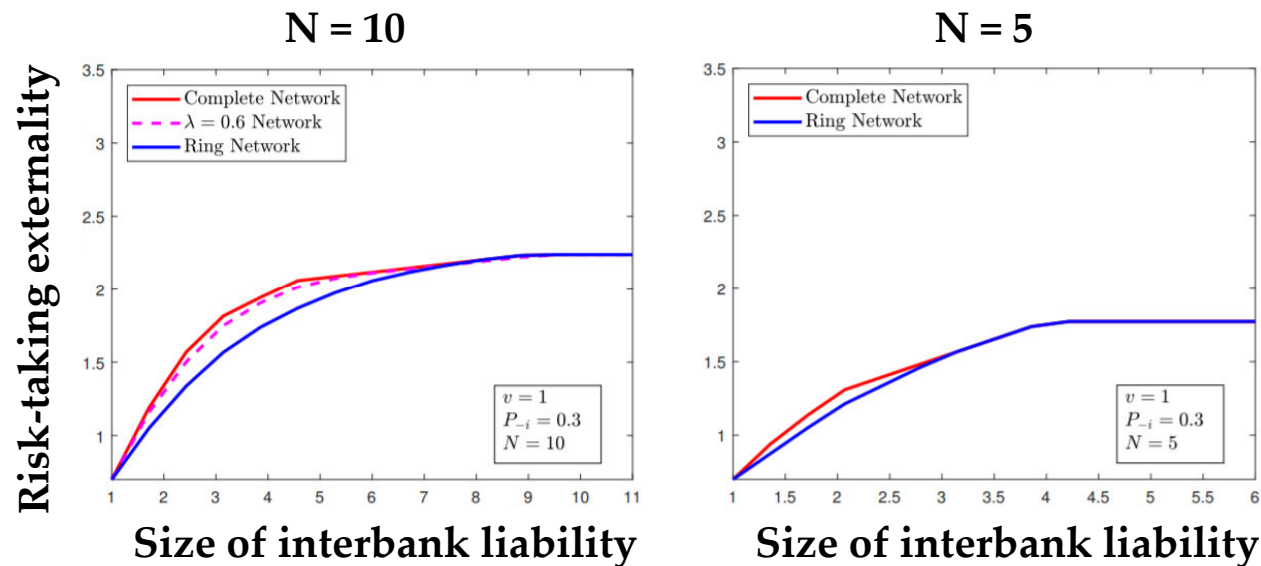 N = 10
Risk-taking externality
3.5
3
2.5
2
1.5
1
Complete Network
λ = 0.6 Network
Ring Network
v = 1
P₋ᵢ = 0.3
N = 10
1 2 3 4 5 6 7 8 9 10 11
Size of interbank liability
N = 5
3.5
3
2.5
2
1.5
1
Complete Network
Ring Network
v = 1
P₋ᵢ = 0.3
N = 5
1 1.5 2 2.5 3 3.5 4 4.5 5 5.5 6
Size of interbank liability